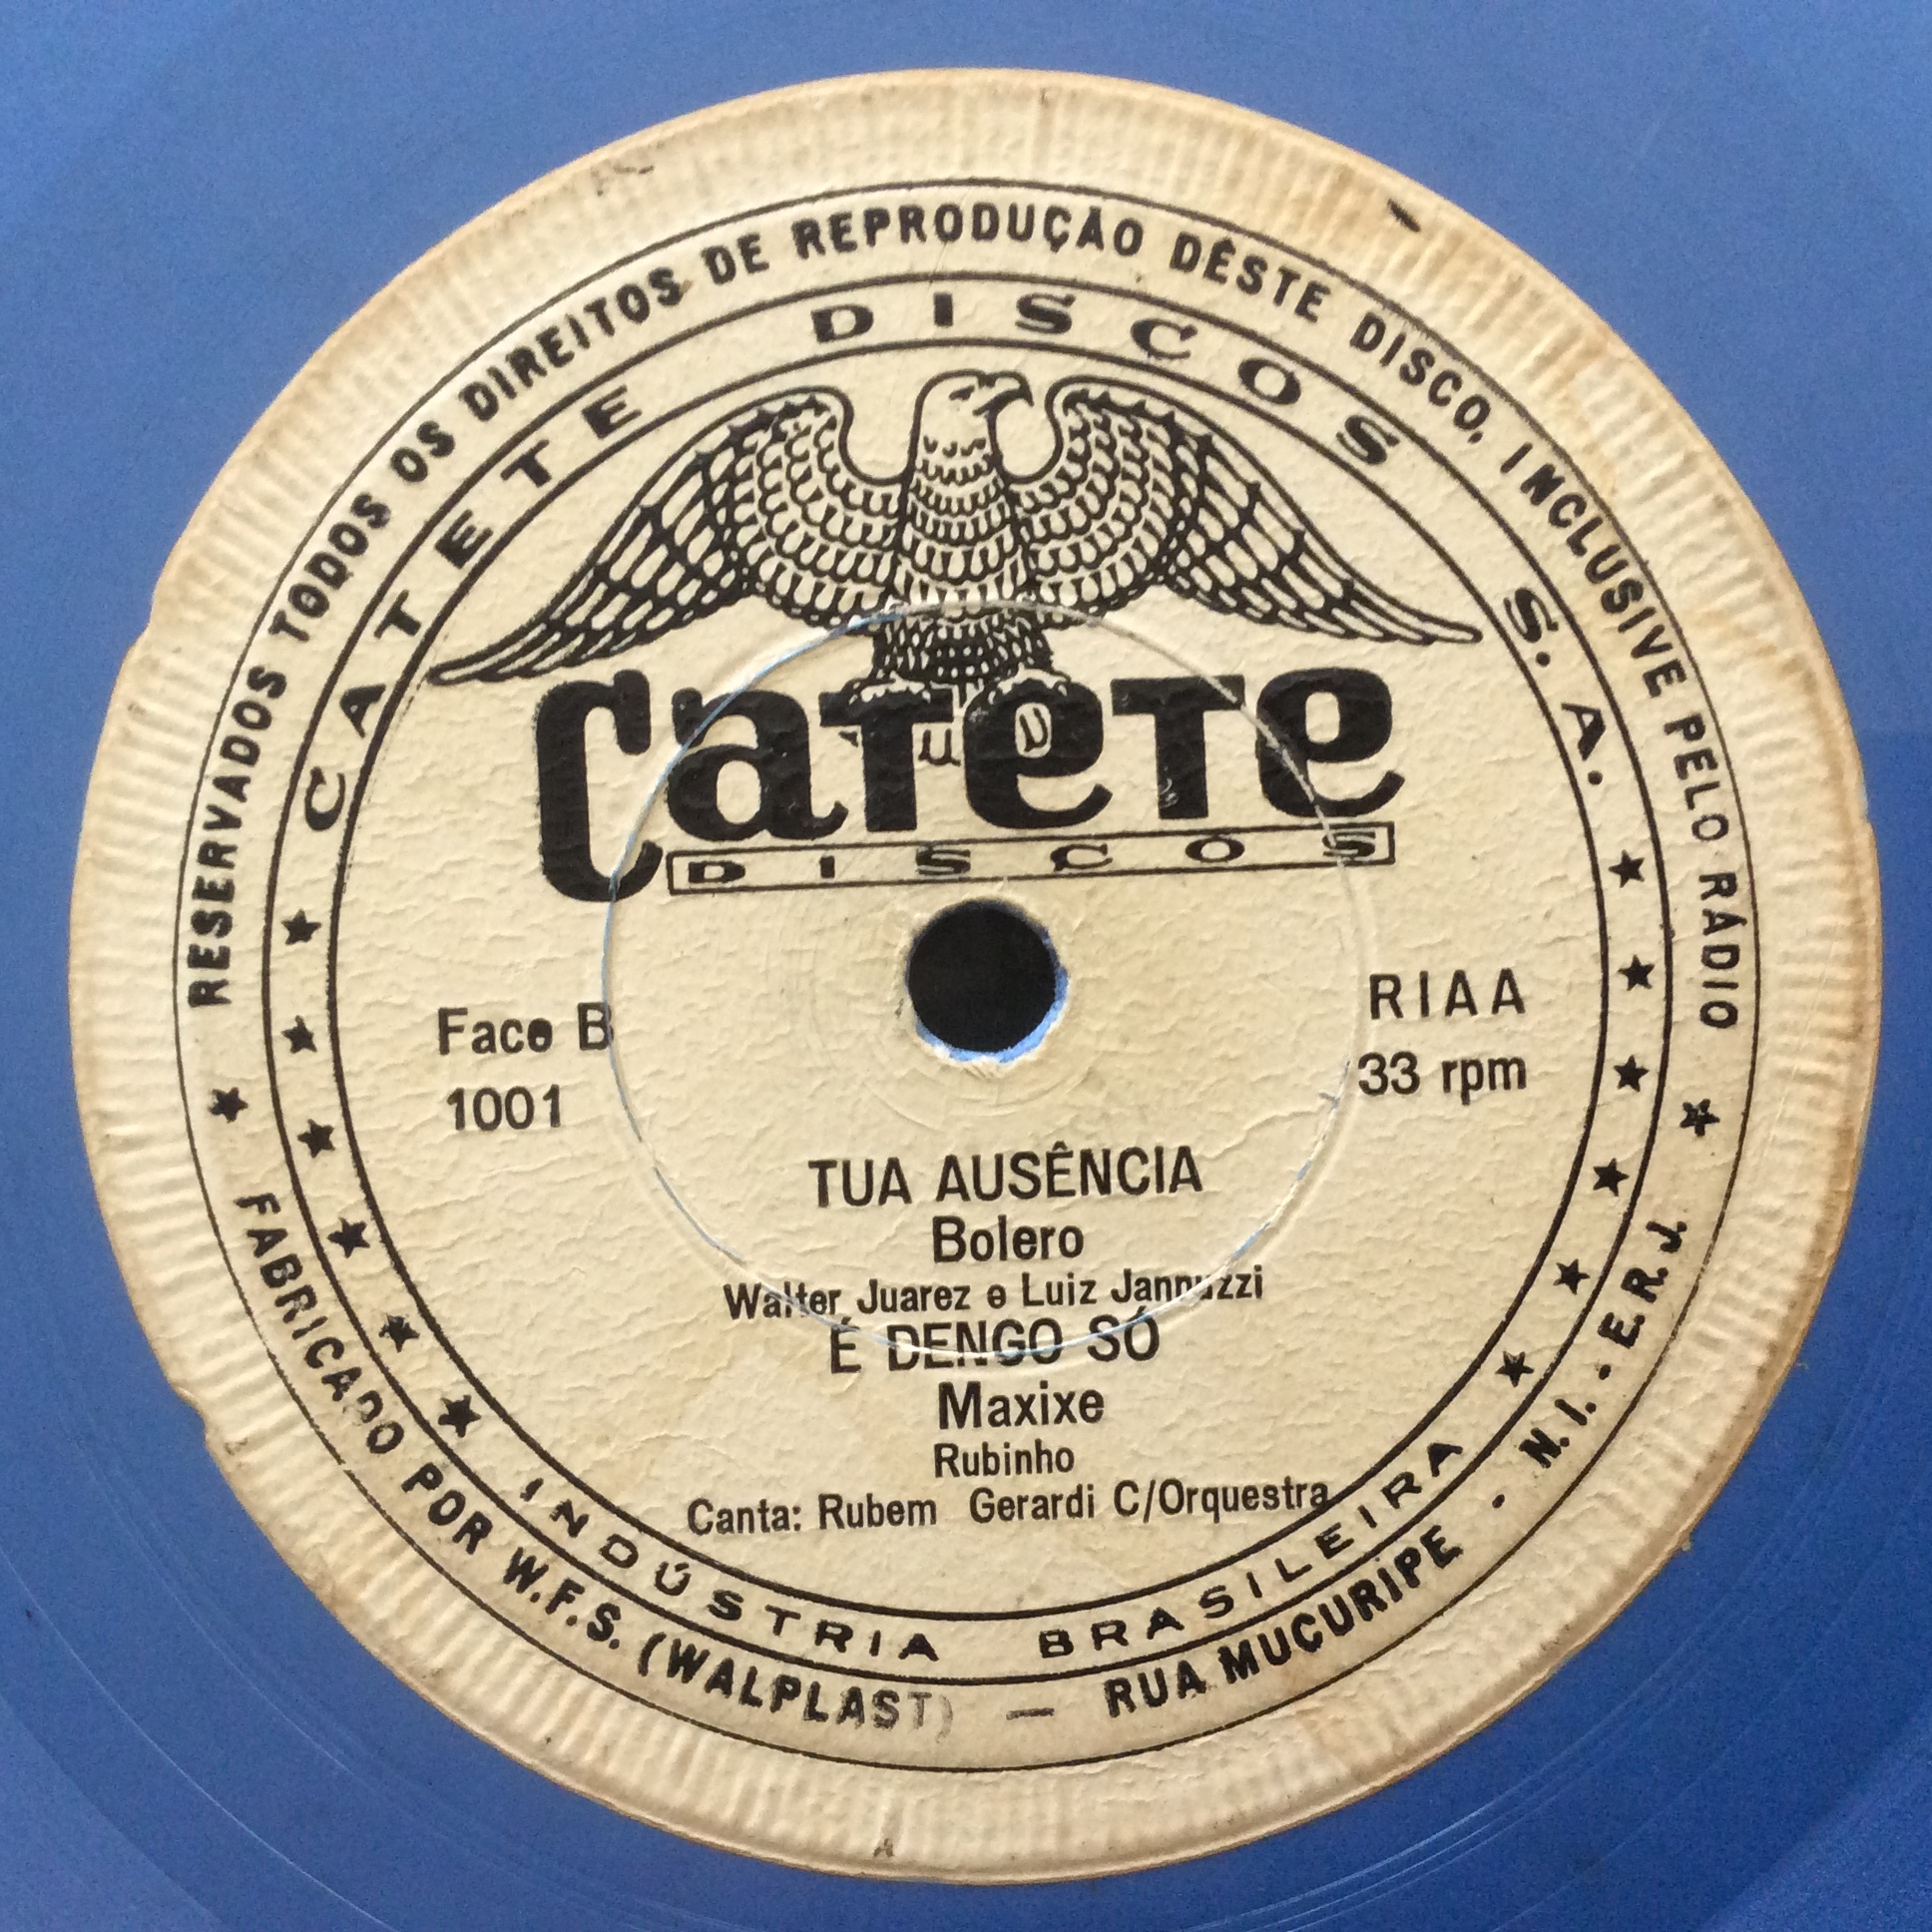 RESERVADOS TODOS OS DIREITOS DE REPRODUÇÃO DÊSTE DISCO, INCLUSIVE PELO RÁDIO
CATETE DISCOS S. A.
Catete
DISCOS
Face B
1001
RIAA
33 rpm
TUA AUSÊNCIA
Bolero
Walter Juarez e Luiz Jannuzzi
É DENGO SÓ
Maxixe
Rubinho
Canta: Rubem Gerardi C/Orquestra
INDÚSTRIA BRASILEIRA
FABRICADO POR W.F.S. (WALPLAST) — RUA MUCURIPE - N.I. - E.R.J.